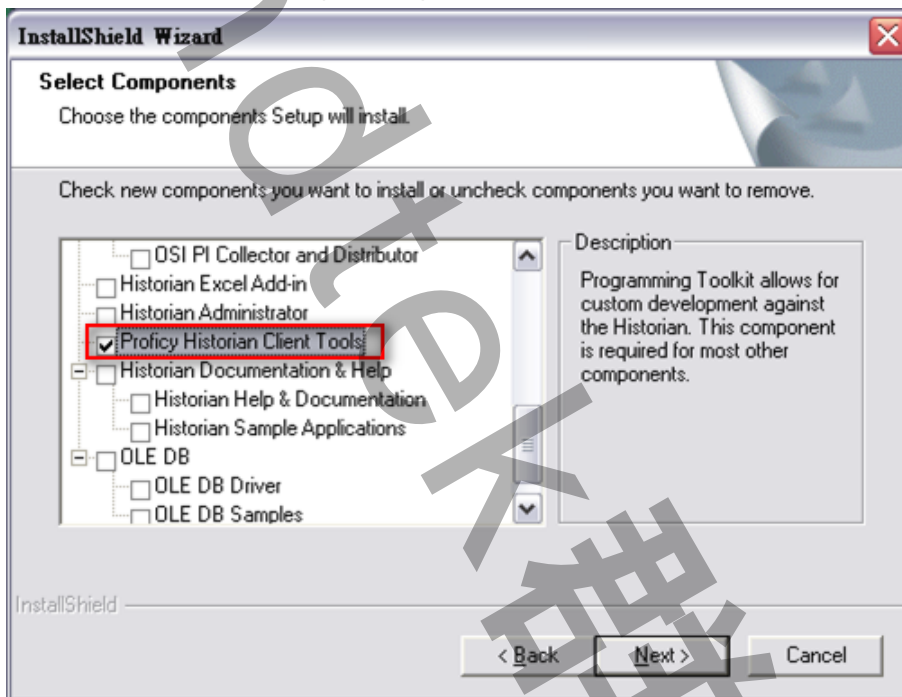 InstallShield Wizard
Select Components
Choose the components Setup will install.
Check new components you want to install or uncheck components you want to remove.
OSI PI Collector and Distributor
Historian Excel Add-in
Historian Administrator
Proficy Historian Client Tools
Historian Documentation & Help
Historian Help & Documentation
Historian Sample Applications
OLE DB
OLE DB Driver
OLE DB Samples
Description
Programming Toolkit allows for
custom development against
the Historian. This component
is required for most other
components.
InstallShield
< Back
Next >
Cancel